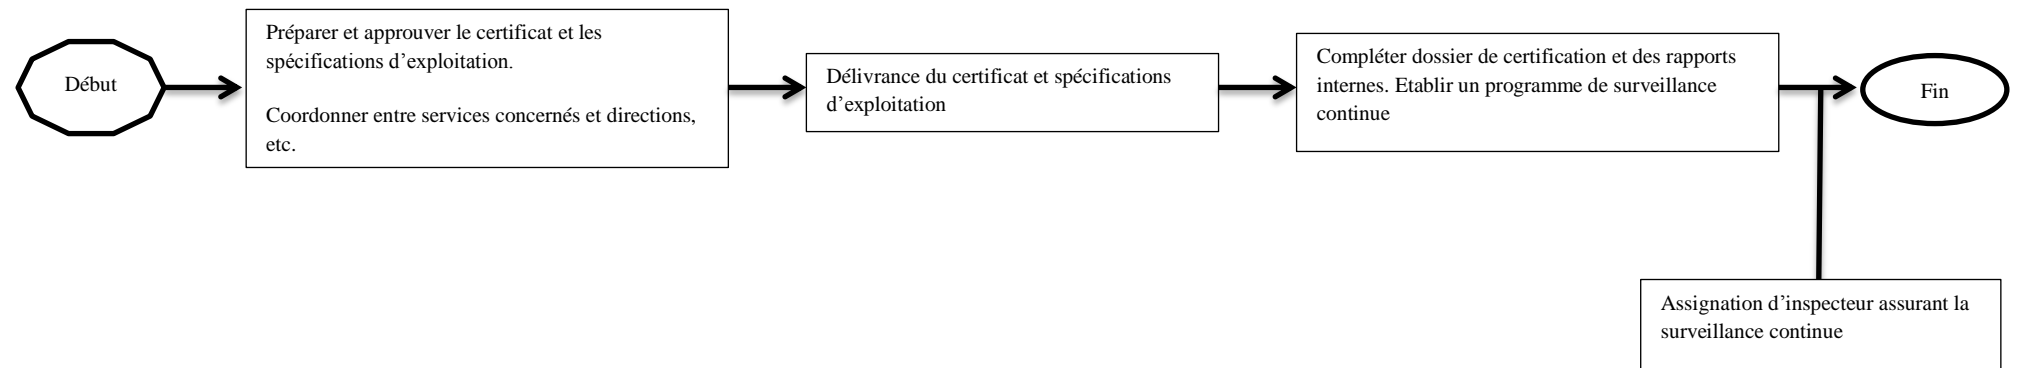 Début
Préparer et approuver le certificat et les
spécifications d’exploitation.
Coordonner entre services concernés et directions,
etc.
Délivrance du certificat et spécifications
d’exploitation
Compléter dossier de certification et des rapports
internes. Etablir un programme de surveillance
continue
Fin
Assignation d’inspecteur assurant la
surveillance continue